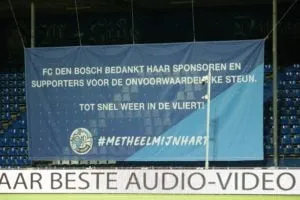 FC DEN BOSCH BEDANKT HAAR SPONSOREN EN
SUPPORTERS VOOR DE ONVOORWAARDELIJKE STEUN.
TOT SNEL WEER IN DE VLIERT!
#METHEELMIJNHART
AAR BESTE AUDIO-VIDEO